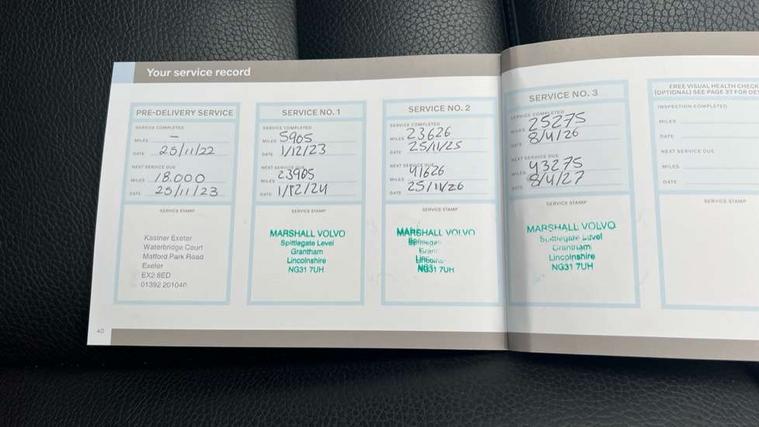 Your service record
PRE-DELIVERY SERVICE
SERVICE COMPLETED
MILES -
DATE 25/11/22
NEXT SERVICE DUE
MILES 18.000
DATE 25/11/23
SERVICE STAMP
Kastner Exeter
Waterbridge Court
Matford Park Road
Exeter
EX2 8ED
01392 201040
40
SERVICE NO. 1
SERVICE COMPLETED
MILES 5905
DATE 1/12/23
NEXT SERVICE DUE
MILES 23905
DATE 1/12/24
SERVICE STAMP
MARSHALL VOLVO
Spittlegate Level
Grantham
Lincolnshire
NG31 7UH
SERVICE NO. 2
SERVICE COMPLETED
MILES 23626
DATE 25/11/25
NEXT SERVICE DUE
MILES 41626
DATE 25/11/26
SERVICE STAMP
MARSHALL VOLVO
NG31 7UH
SERVICE NO. 3
SERVICE COMPLETED
MILES 25275
DATE 8/4/26
NEXT SERVICE DUE
MILES 43275
DATE 8/4/27
SERVICE STAMP
MARSHALL VOLVO
Spittlegate Level
Grantham
Lincolnshire
NG31 7UH
FREE VISUAL HEALTH CHECK
(OPTIONAL) SEE PAGE 37 FOR
INSPECTION COMPLETED
MILES
DATE
NEXT SERVICE DUE
MILES
DATE
SERVICE STAMP